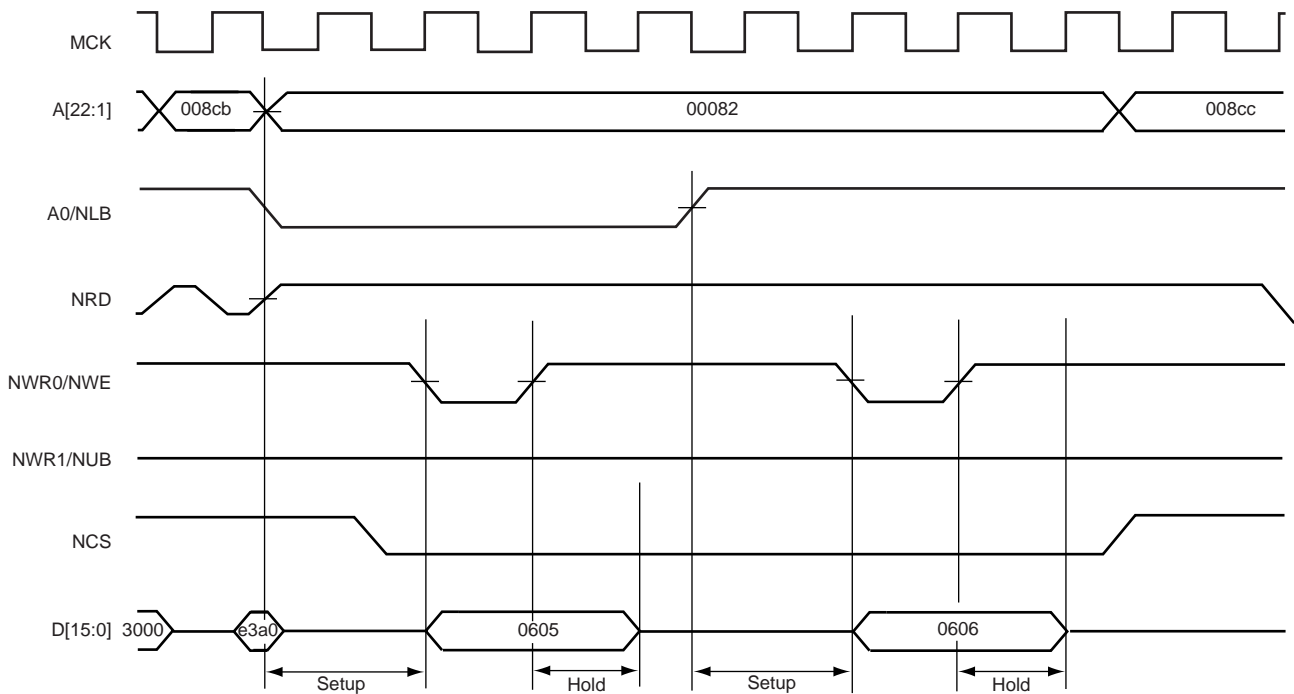 MCK
A[22:1] 008cb 00082 008cc
A0/NLB
NRD
NWR0/NWE
NWR1/NUB
NCS
D[15:0] 3000 e3a0 0605 0606
Setup Hold Setup Hold